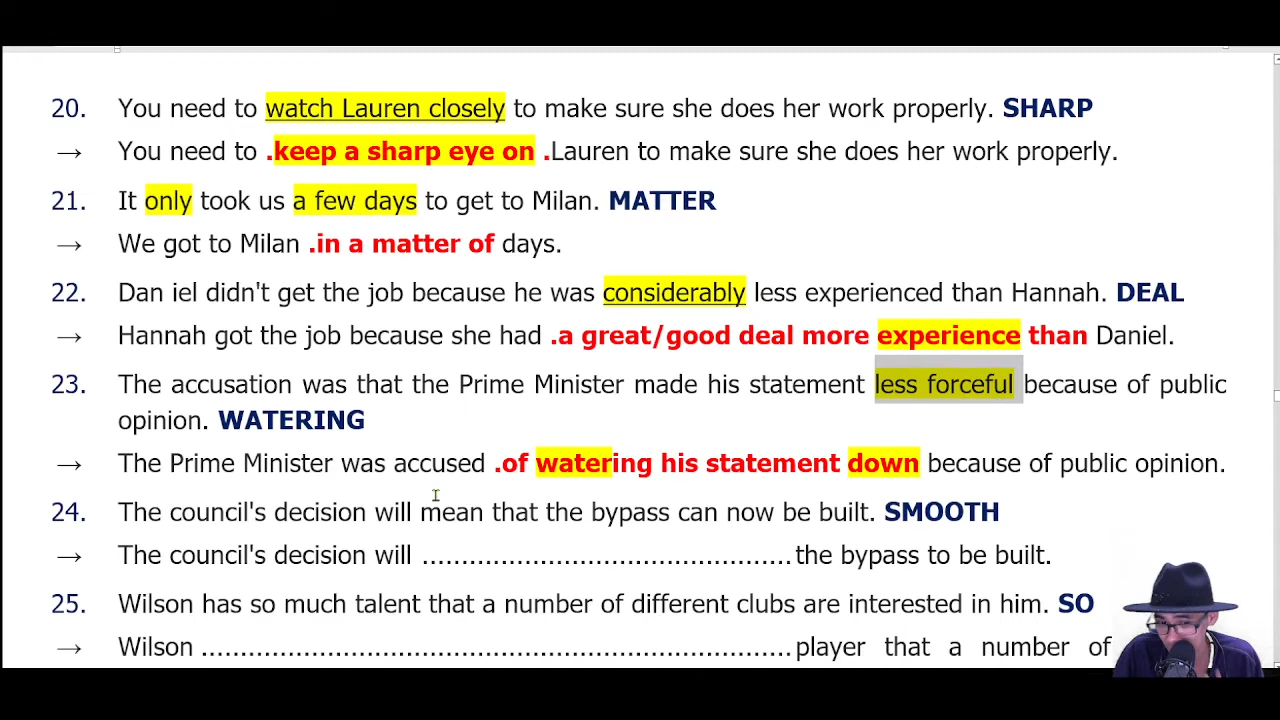 20. You need to watch Lauren closely to make sure she does her work properly. SHARP
→ You need to .keep a sharp eye on .Lauren to make sure she does her work properly.
21. It only took us a few days to get to Milan. MATTER
→ We got to Milan .in a matter of days.
22. Dan iel didn't get the job because he was considerably less experienced than Hannah. DEAL
→ Hannah got the job because she had .a great/good deal more experience than Daniel.
23. The accusation was that the Prime Minister made his statement less forceful because of public
opinion. WATERING
→ The Prime Minister was accused .of watering his statement down because of public opinion.
24. The council's decision will mean that the bypass can now be built. SMOOTH
→ The council's decision will ............................................... the bypass to be built.
25. Wilson has so much talent that a number of different clubs are interested in him. SO
→ Wilson ........................................................................... player that a number of